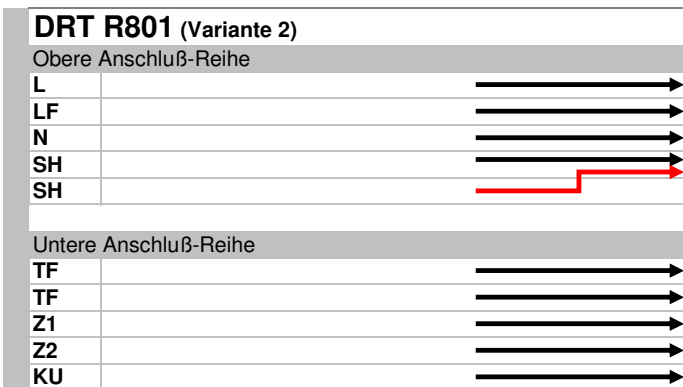 DRT R801 (Variante 2)
Obere Anschluß-Reihe
L
LF
N
SH
SH
Untere Anschluß-Reihe
TF
TF
Z1
Z2
KU